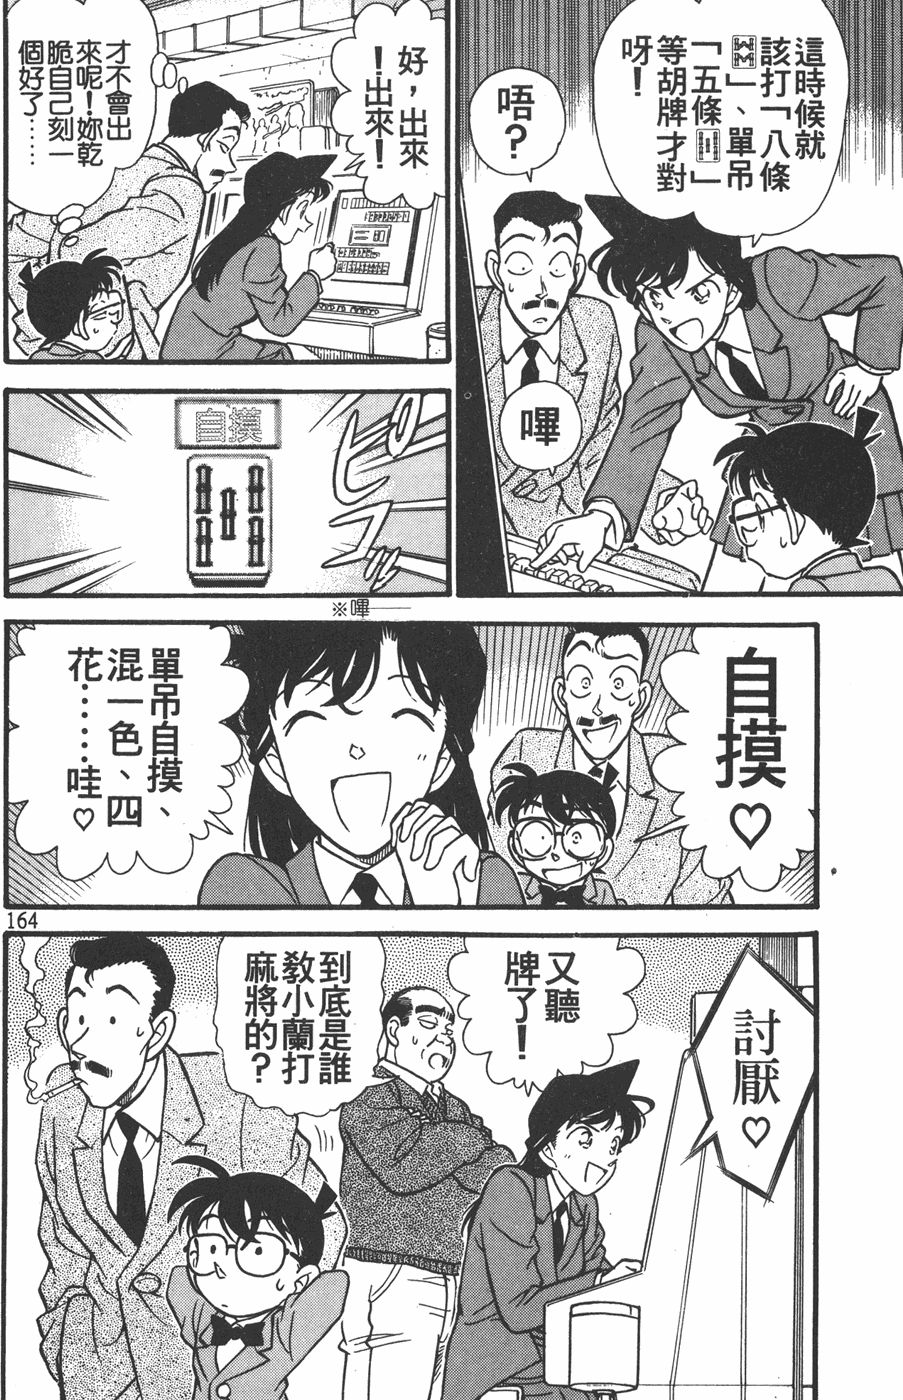 這時候就
該打「八條
🀗」、單吊
「五條🀔」
等胡牌才對
呀！
唔？
嗶
好，出來
！出來！
才不會出
來呢！妳乾
脆自己刻一
個好了……
自摸
ピピコ
※嗶——
自摸♡
單吊自摸、
混一色、四
花……哇♡
164
討厭♡
又聽
牌了！
到底是誰
教小蘭打
麻將的？